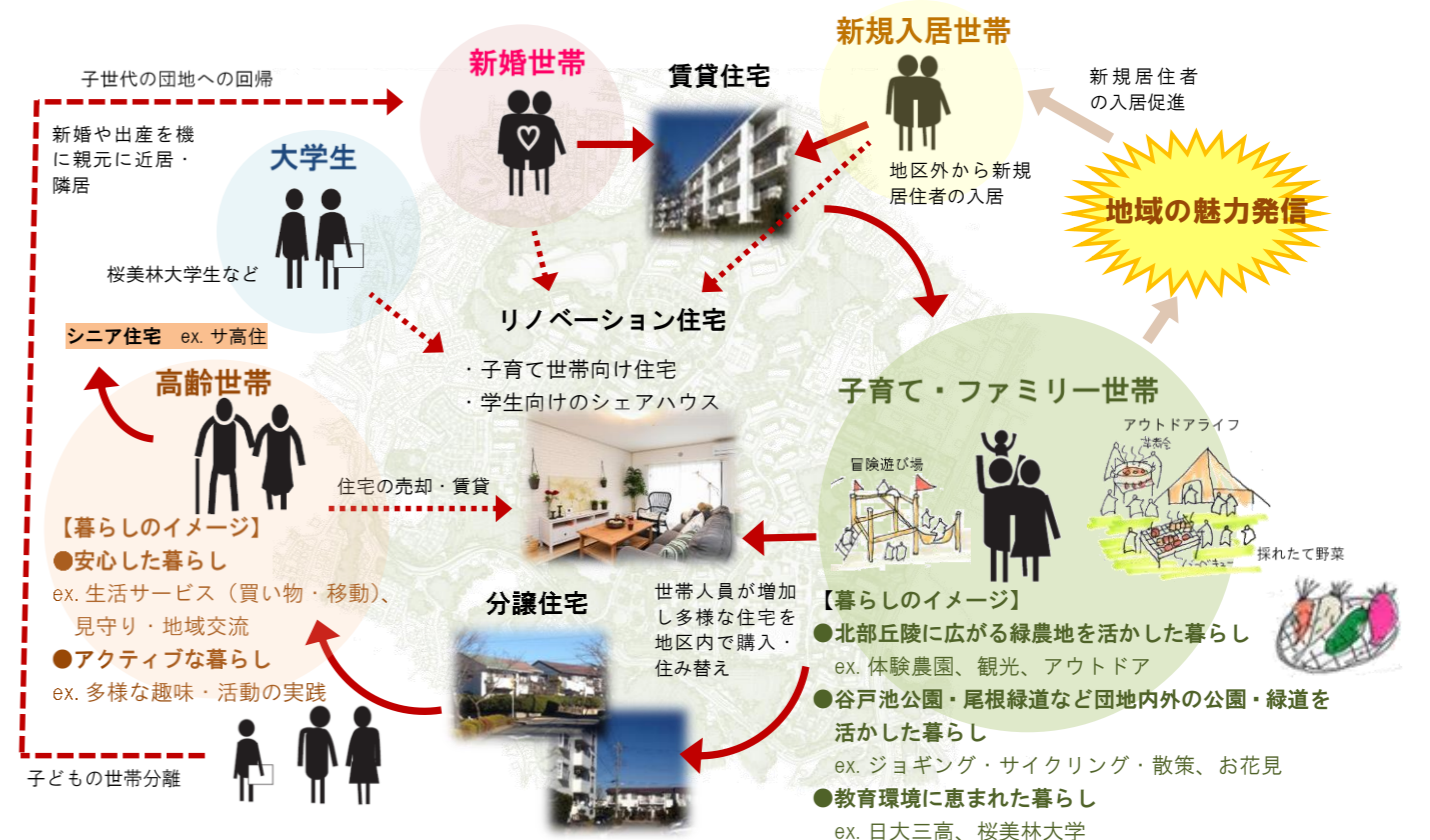 新規入居世帯
新婚世帯
賃貸住宅
子世代の団地への回帰
新規居住者
の入居促進
新婚や出産を機
に親元に近居・
隣居
大学生
地区外から新規
居住者の入居
地域の魅力発信
桜美林大学生など
リノベーション住宅
・子育て世帯向け住宅
・学生向けのシェアハウス
シニア住宅 ex. サ高住
高齢世帯
住宅の売却・賃貸
【暮らしのイメージ】
●安心した暮らし
ex. 生活サービス（買い物・移動）、
見守り・地域交流
●アクティブな暮らし
ex. 多様な趣味・活動の実践
子どもの世帯分離
分譲住宅
世帯人員が増加
し多様な住宅を
地区内で購入・
住み替え
子育て・ファミリー世帯
アウトドアライフ
冒険遊び場
バーベキュー
採れたて野菜
【暮らしのイメージ】
●北部丘陵に広がる緑農地を活かした暮らし
ex. 体験農園、観光、アウトドア
●谷戸池公園・尾根緑道など団地内外の公園・緑道を
活かした暮らし
ex. ジョギング・サイクリング・散策、お花見
●教育環境に恵まれた暮らし
ex. 日大三高、桜美林大学